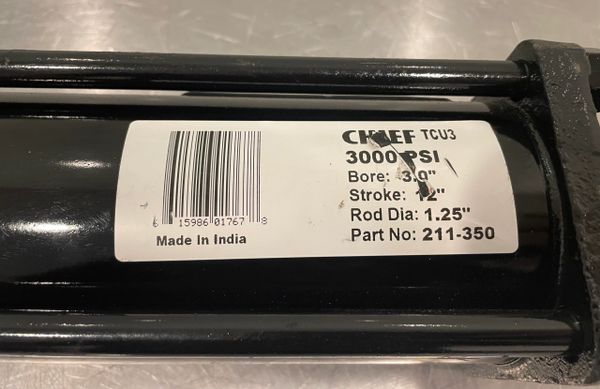 CHIEF TCU3
3000 PSI
Bore: 3.0"
Stroke: 12"
Rod Dia: 1.25"
Part No: 211-350
6 15986 01767 8
Made In India